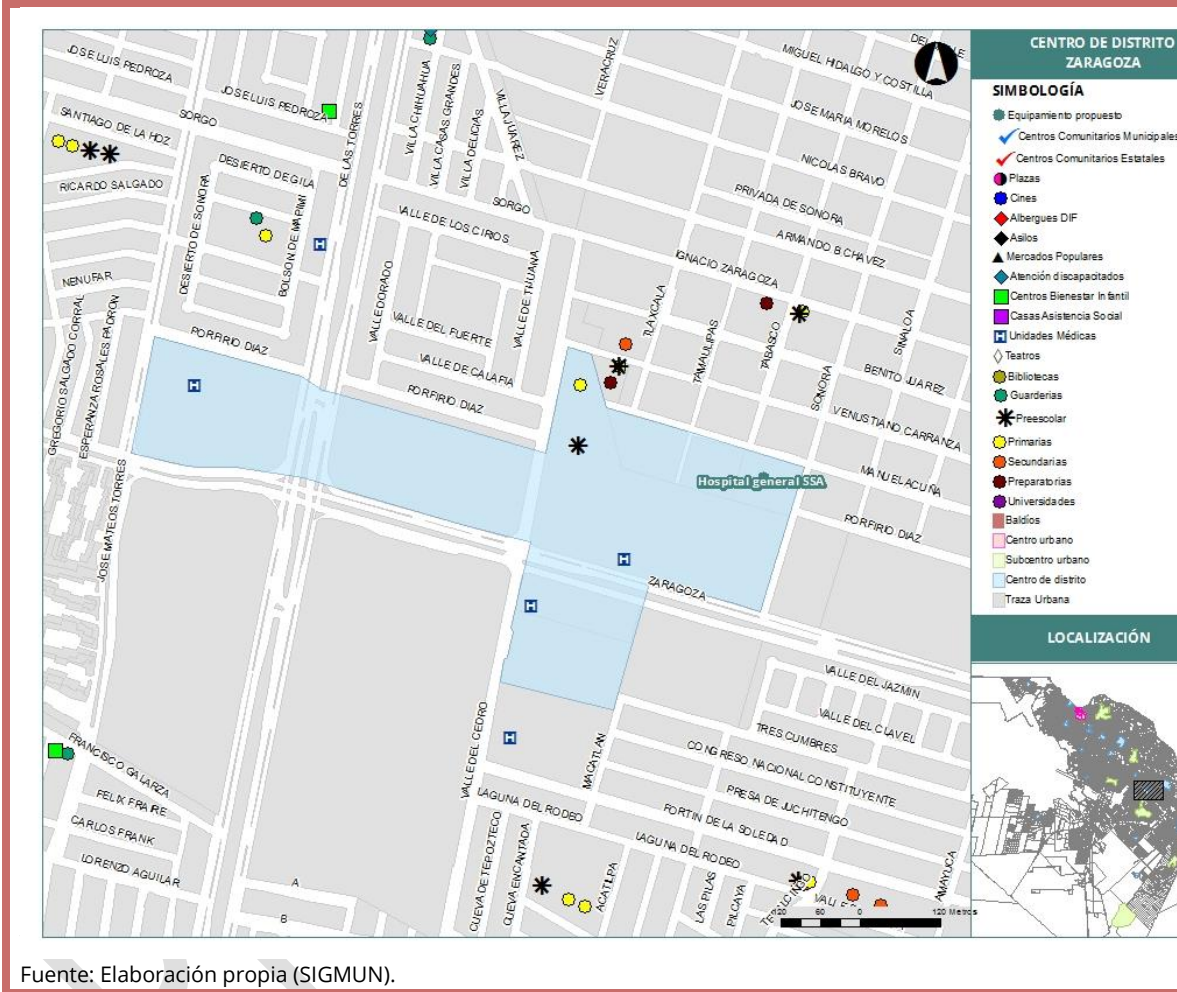 JOSE LUIS PEDROZA
JOSE LUIS PEDROZA
SANTIAGO DE LA HOZ
SORGO
DE LAS TORRES
RICARDO SALGADO
DESIERTO DE GILA
DESIERTO DE SONORA
BOLSON DE MAPIMI
NENUFAR
GREGORIO SALGADO CORRAL
ESPERANZA ROSALES PADRON
PORFIRIO DIAZ
JOSE MATEOS TORRES
VILLA CHIHUAHUA
VILLA CASAS GRANDES
VILLA DELICIAS
VILLA JUAREZ
VERACRUZ
SORGO
VALLE DE LOS CIRIOS
VALLE DORADO
VALLE DEL FUERTE
VALLE DE CALAFIA
VALLE DE TIJUANA
PORFIRIO DIAZ
MIGUEL HIDALGO Y COSTILLA
JOSE MARIA MORELOS
NICOLAS BRAVO
PRIVADA DE SONORA
ARMANDO B CHAVEZ
IGNACIO ZARAGOZA
TLAXCALA
TAMAULIPAS
TABASCO
SONORA
SINALOA
BENITO JUAREZ
VENUSTIANO CARRANZA
MANUEL ACUÑA
PORFIRIO DIAZ
Hospital general SSA
ZARAGOZA
VALLE DEL JAZMIN
VALLE DEL CLAVEL
TRES CUMBRES
CONGRESO NACIONAL CONSTITUYENTE
PRESA DE JUCHITENGO
FORTIN DE LA SOLEDAD
LAGUNA DEL RODEO
LAGUNA DEL RODEO
VALLE DEL CEDRO
MAZATLAN
CUEVA DE TEPOZTECO
CUEVA ENCANTADA
ACATILPA
LAS PILAS
PILCAYA
AMAYUCA
FRANCISCO GALARZA
FELIX FRAIRE
CARLOS FRANK
LORENZO AGUILAR
A
B
120 60 0 120 Metros
CENTRO DE DISTRITO
ZARAGOZA
SIMBOLOGÍA
Equipamiento propuesto
Centros Comunitarios Municipales
Centros Comunitarios Estatales
Plazas
Cines
Albergues DIF
Asilos
Mercados Populares
Atención discapacitados
Centros Bienestar Infantil
Casas Asistencia Social
H Unidades Médicas
Teatros
Bibliotecas
Guarderias
Preescolar
Primarias
Secundarias
Preparatorias
Universidades
Baldíos
Centro urbano
Subcentro urbano
Centro de distrito
Traza Urbana
LOCALIZACIÓN
Fuente: Elaboración propia (SIGMUN).